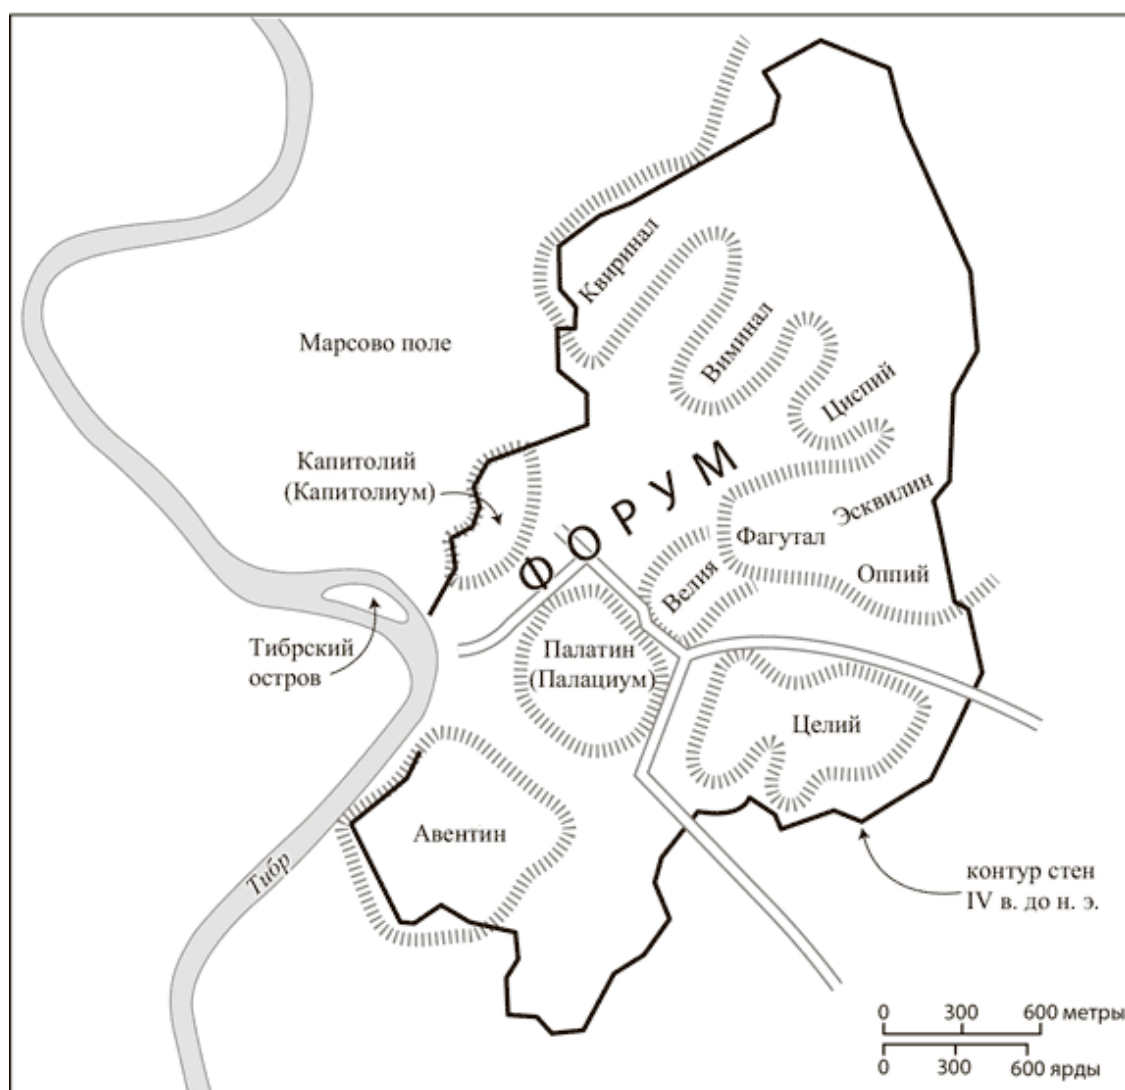 Квиринал
Марсово поле
Виминал
Циспий
Капитолий
(Капитолиум)
ФОРУМ
Эсквилин
Фагутал
Велия
Оппий
Тибрский
остров
Палатин
(Палациум)
Целий
Авентин
Тибр
контур стен
IV в. до н. э.
0 300 600 метры
0 300 600 ярды